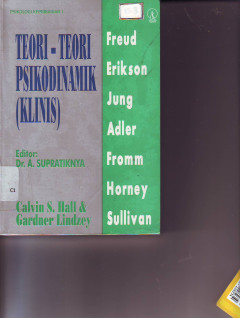 TEORI - TEORI
PSIKODINAMIK
(KLINIS)
Editor:
Dr. A. SUPRATIKNYA
Calvin S. Hall &
Gardner Lindzey
Freud
Erikson
Jung
Adler
Fromm
Horney
Sullivan